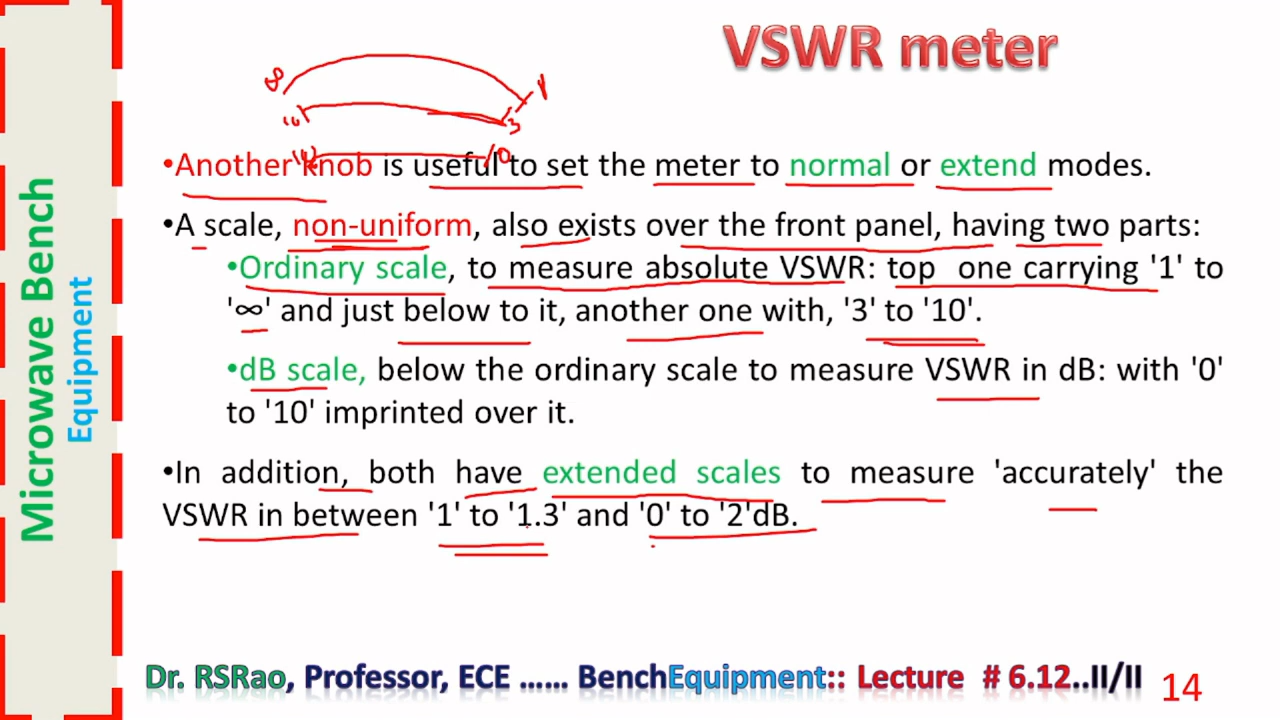 VSWR meter
∞ 1
10 3
10 0
•Another knob is useful to set the meter to normal or extend modes.
•A scale, non-uniform, also exists over the front panel, having two parts:
•Ordinary scale, to measure absolute VSWR: top one carrying '1' to
'∞' and just below to it, another one with, '3' to '10'.
•dB scale, below the ordinary scale to measure VSWR in dB: with '0'
to '10' imprinted over it.
•In addition, both have extended scales to measure 'accurately' the
VSWR in between '1' to '1.3' and '0' to '2'dB.
Microwave Bench
Equipment
Dr. RSRao, Professor, ECE ...... BenchEquipment:: Lecture # 6.12..II/II
14